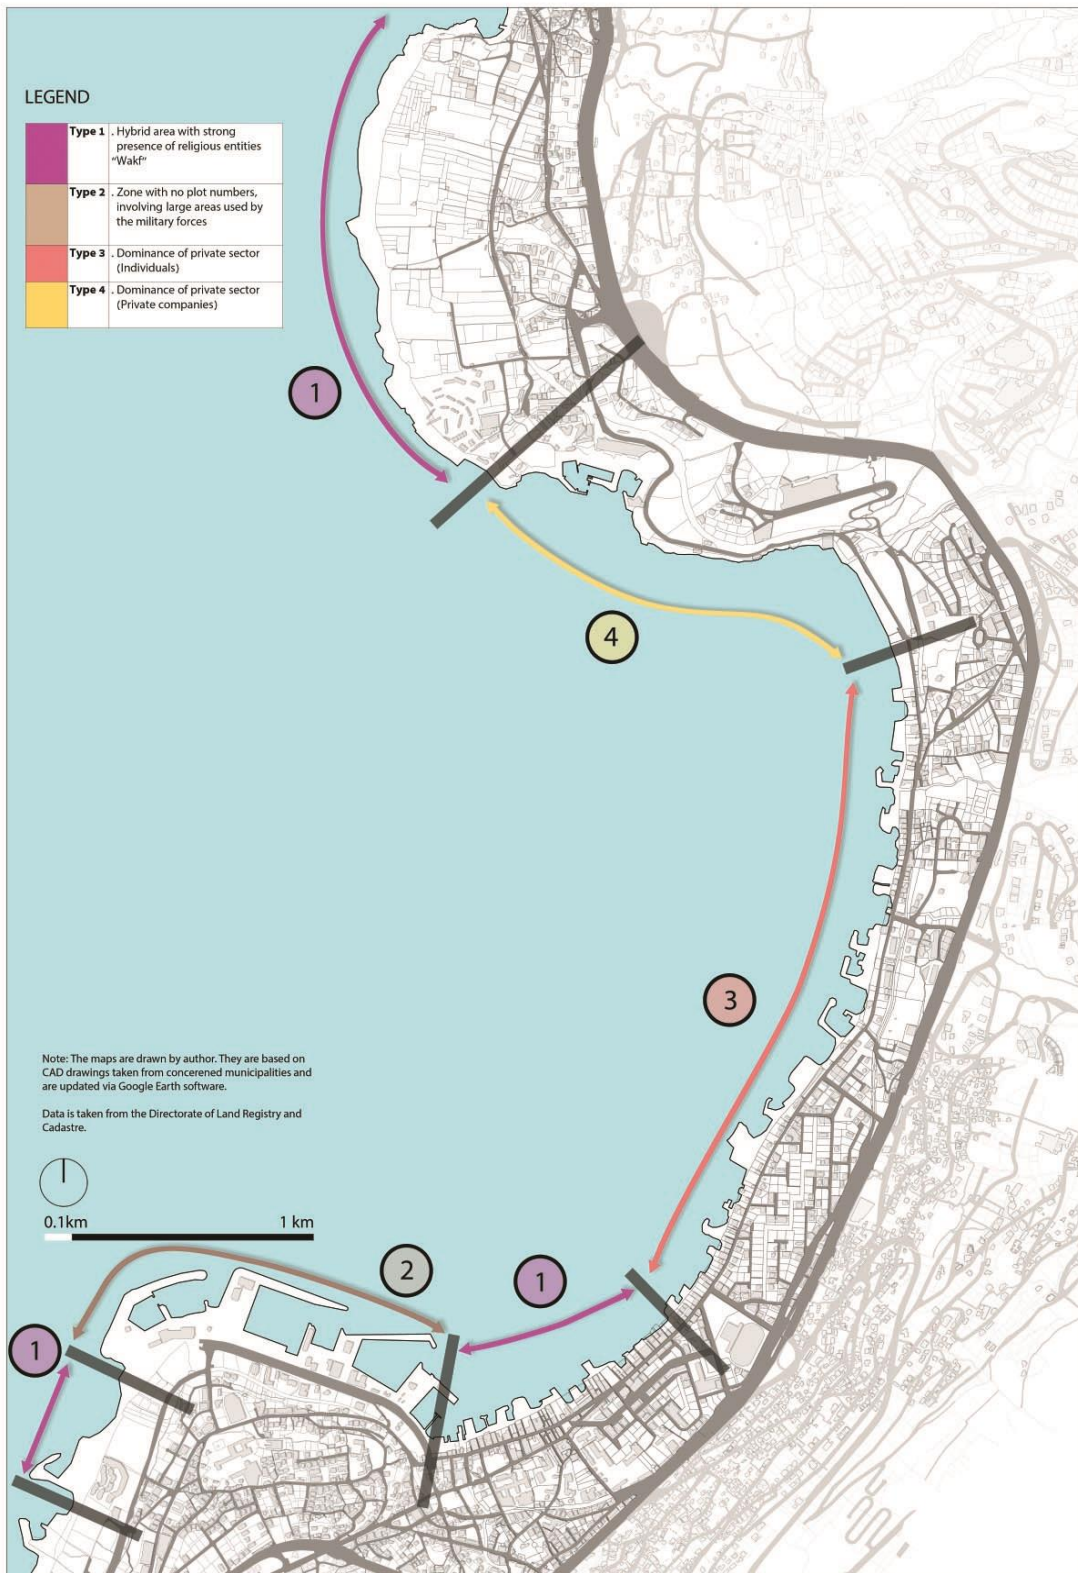 LEGEND
Type 1 . Hybrid area with strong
presence of religious entities
"Wakf"
Type 2 . Zone with no plot numbers,
involving large areas used by
the military forces
Type 3 . Dominance of private sector
(Individuals)
Type 4 . Dominance of private sector
(Private companies)
1
4
3
Note: The maps are drawn by author. They are based on
CAD drawings taken from concerened municipalities and
are updated via Google Earth software.
Data is taken from the Directorate of Land Registry and
Cadastre.
0.1km 1 km
2
1
1